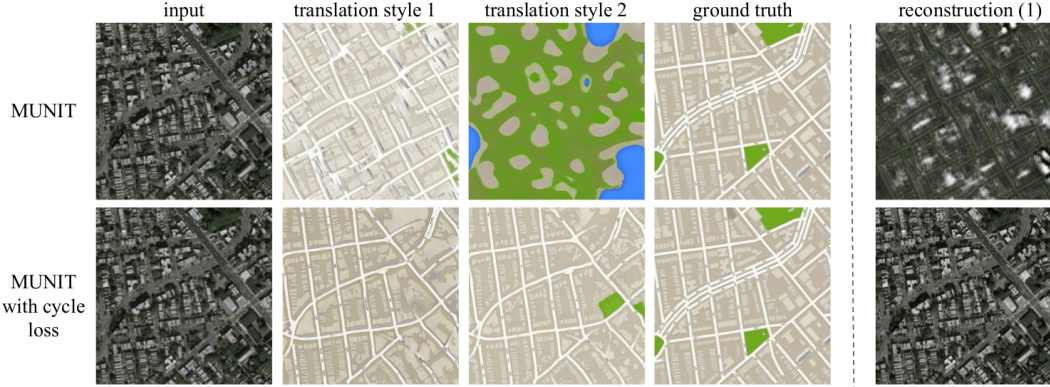 input translation style 1 translation style 2 ground truth reconstruction (1)
MUNIT
MUNIT
with cycle
loss